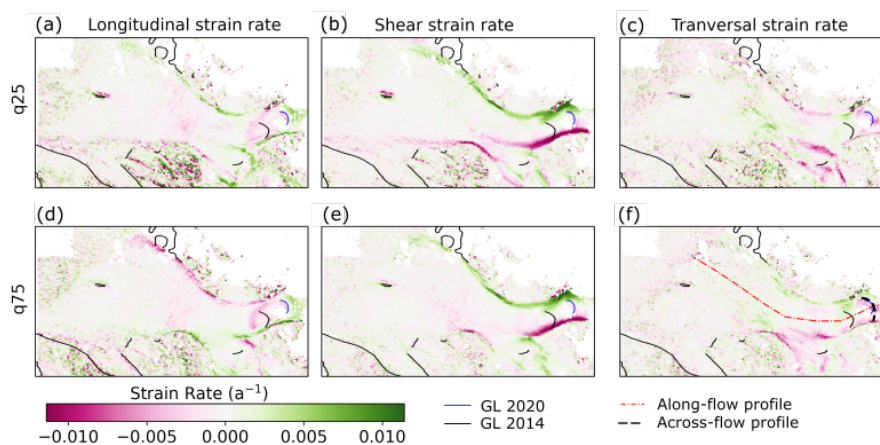 (a) Longitudinal strain rate
(b) Shear strain rate
(c) Tranversal strain rate
q25
(d)
(e)
(f)
q75
Strain Rate (a⁻¹)
−0.010 −0.005 0.000 0.005 0.010
GL 2020
GL 2014
Along-flow profile
Across-flow profile